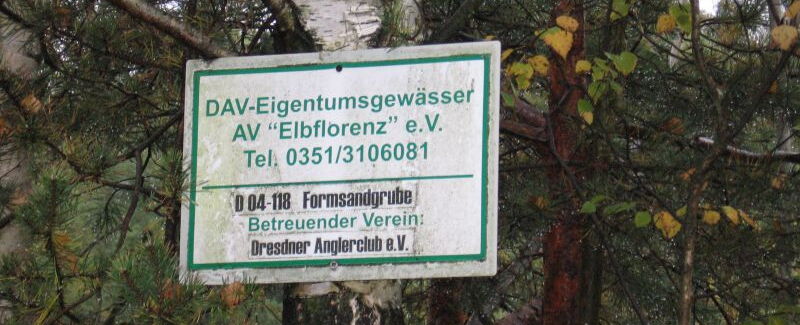 DAV-Eigentumsgewässer
AV "Elbflorenz" e.V.
Tel. 0351/3106081
D 04-118 Formsandgrube
Betreuender Verein:
Dresdner Anglerclub e.V.